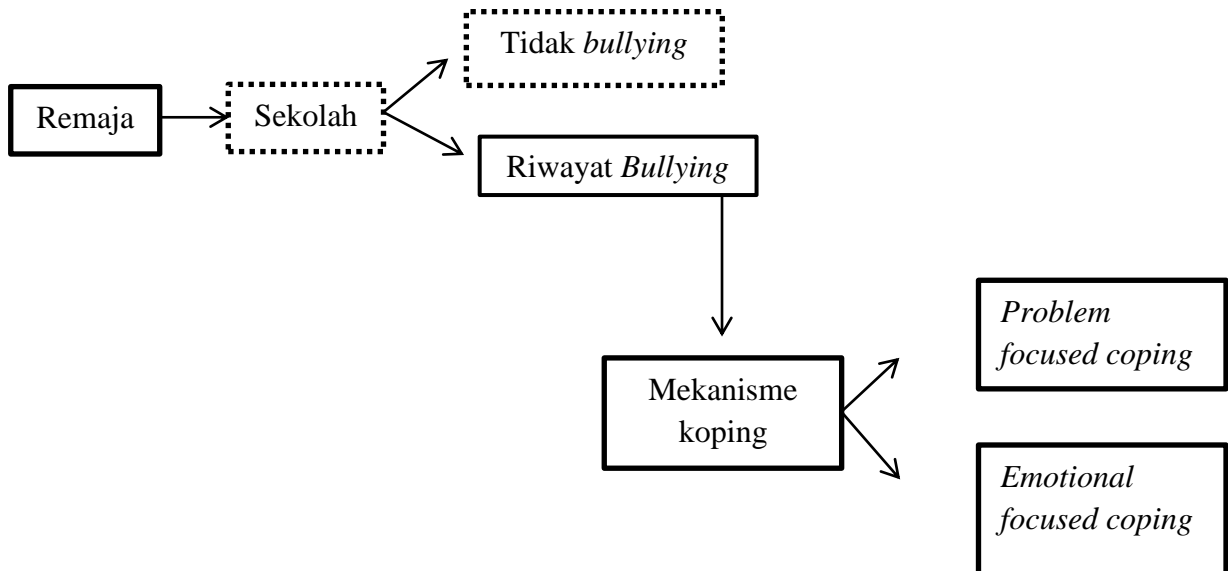 Tidak bullying
Remaja
Sekolah
Riwayat Bullying
Problem
focused coping
Mekanisme
koping
Emotional
focused coping